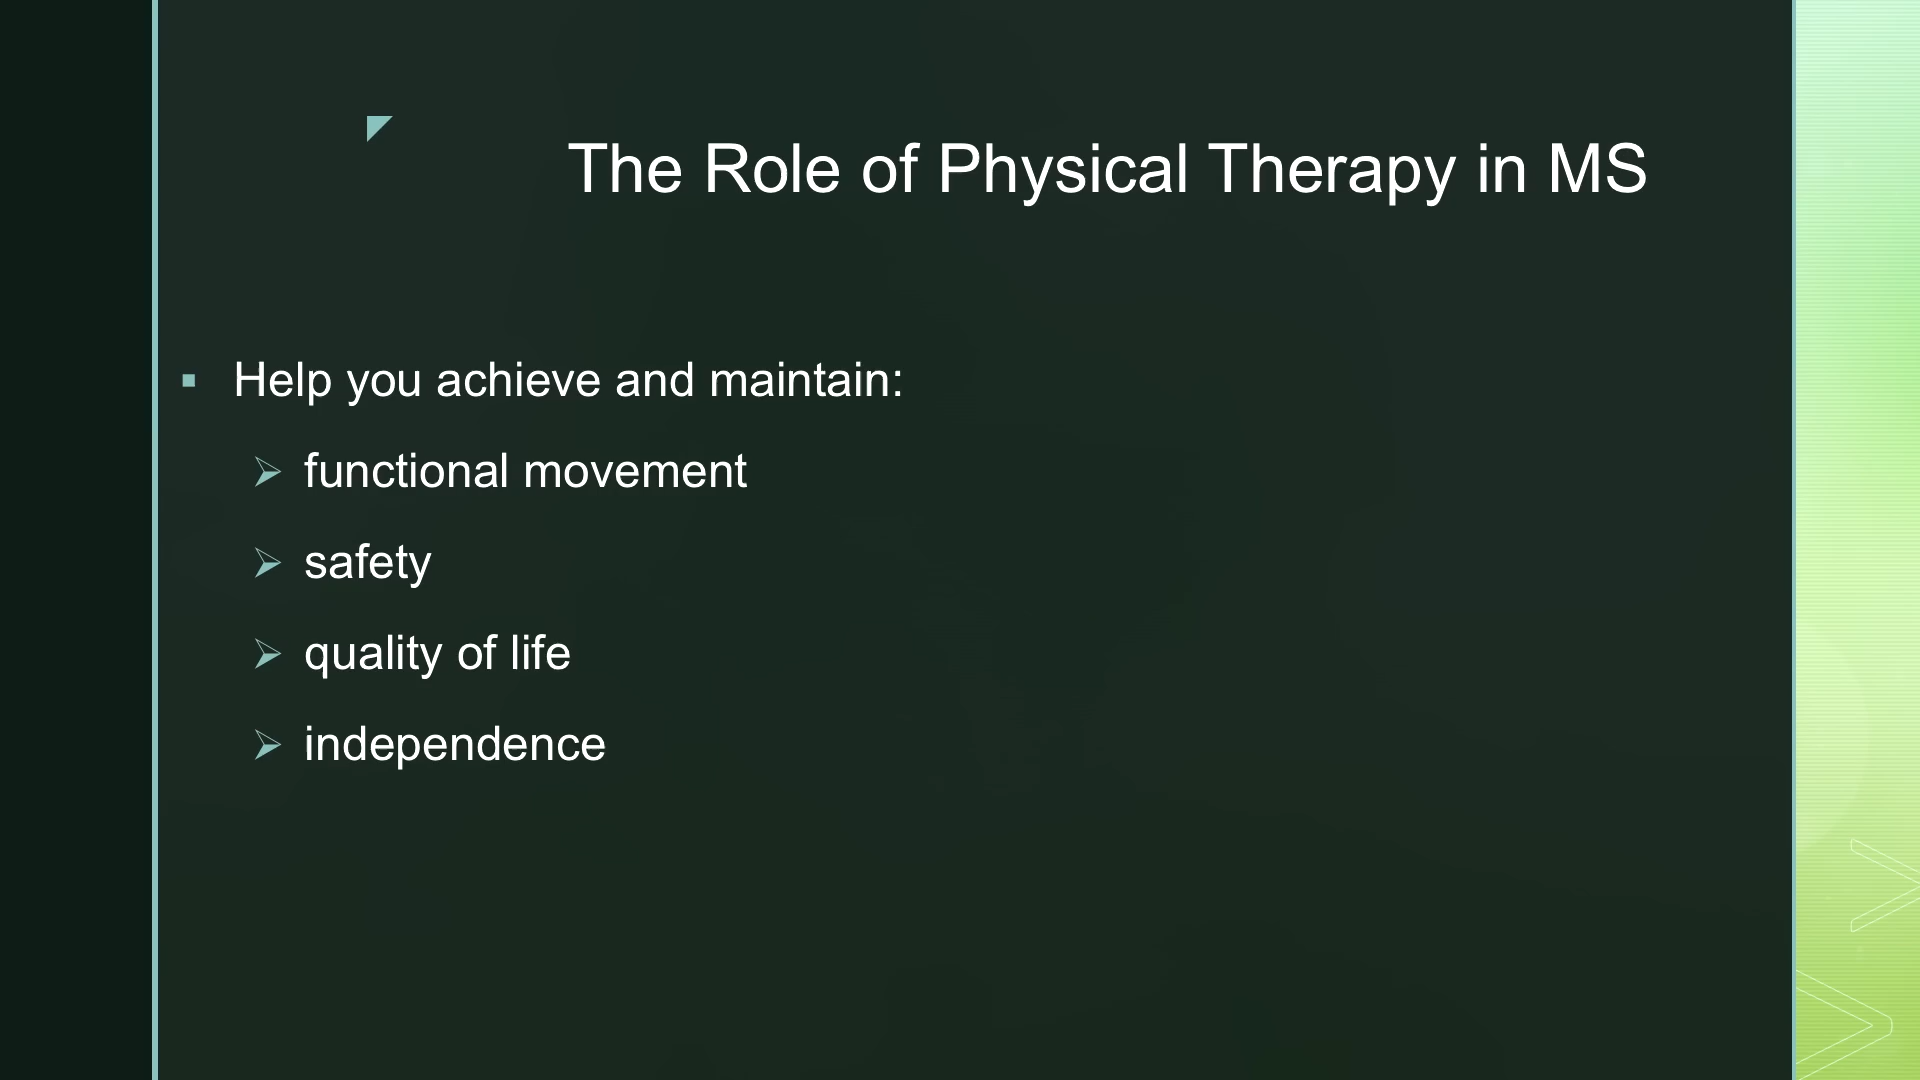 The Role of Physical Therapy in MS
Help you achieve and maintain:
functional movement
safety
quality of life
independence